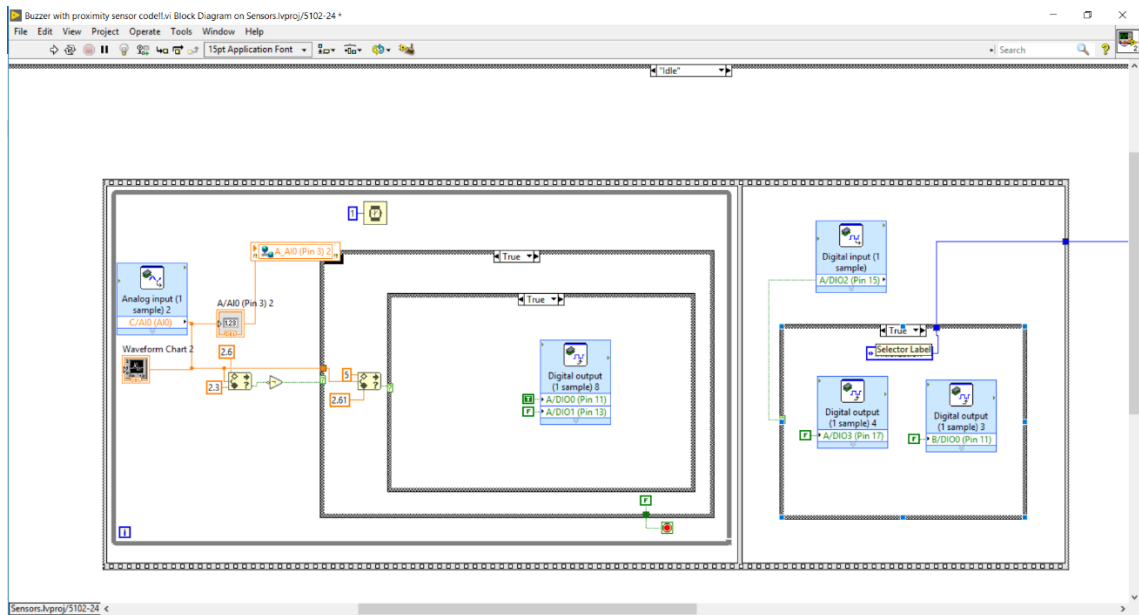 Buzzer with proximity sensor code!!.vi Block Diagram on Sensors.lvproj/5102-24 *
File Edit View Project Operate Tools Window Help
15pt Application Font
Search
2
"Idle"
1
A_AI0 (Pin 3) 2
True
Analog input (1
sample) 2
C/AI0 (AI0)
A/AI0 (Pin 3) 2
1.23
Waveform Chart 2
2.6
2.3
5
2.61
True
Digital output
(1 sample) 8
T
A/DIO0 (Pin 11)
F
A/DIO1 (Pin 13)
F
i
Digital input (1
sample)
A/DIO2 (Pin 15)
True
Selector Label
Digital output
(1 sample) 4
F
A/DIO3 (Pin 17)
Digital output
(1 sample) 3
F
B/DIO0 (Pin 11)
Sensors.lvproj/5102-24